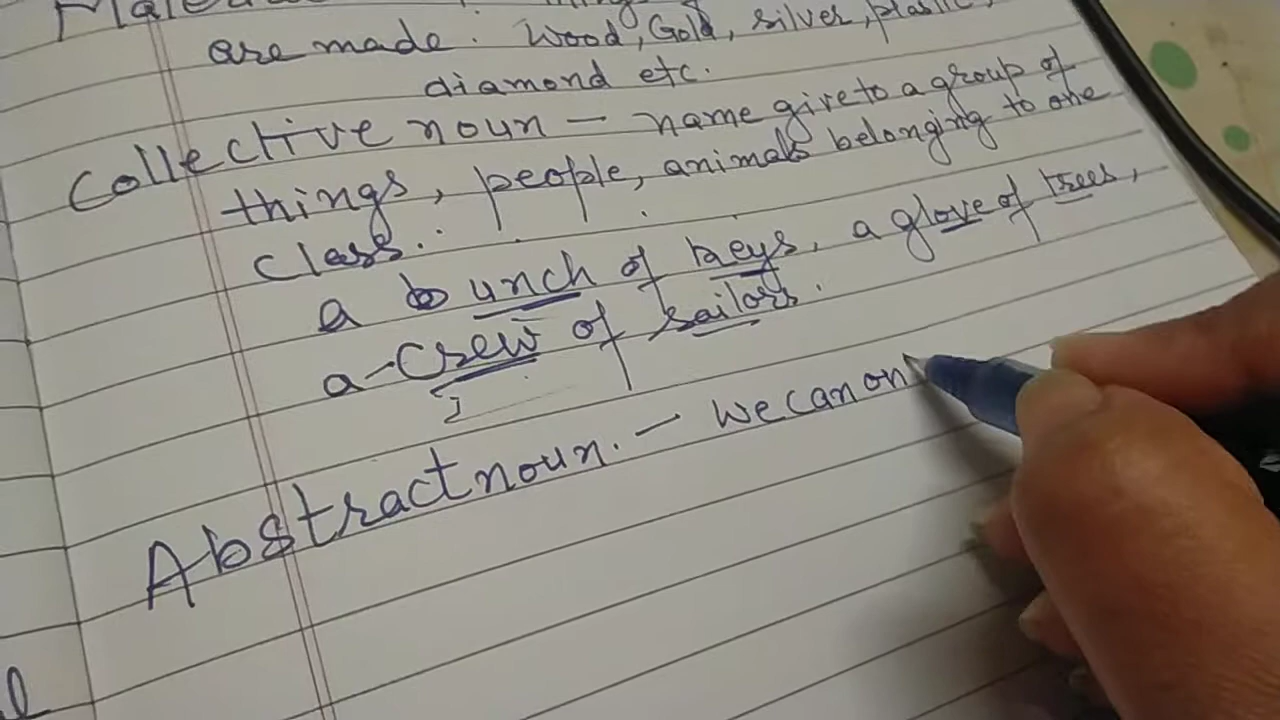 are made. Wood, Gold, silver, plastic,
diamond etc.
Collective noun – name give to a group of
things, people, animals belonging to one
class..
a bunch of keys, a glove of trees,
a-crew of sailors.
Abstract noun. – we can on